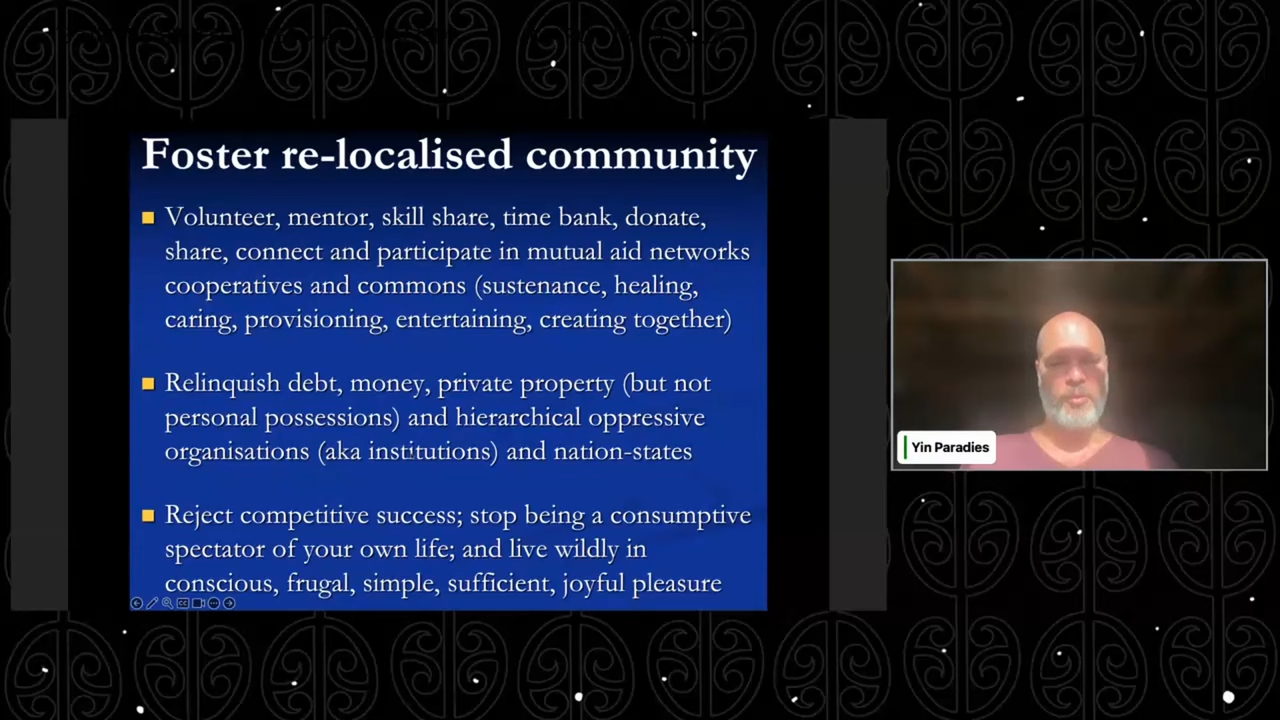 Foster re-localised community
Volunteer, mentor, skill share, time bank, donate,
share, connect and participate in mutual aid networks
cooperatives and commons (sustenance, healing,
caring, provisioning, entertaining, creating together)
Relinquish debt, money, private property (but not
personal possessions) and hierarchical oppressive
organisations (aka institutions) and nation-states
Reject competitive success; stop being a consumptive
spectator of your own life; and live wildly in
conscious, frugal, simple, sufficient, joyful pleasure
Yin Paradies